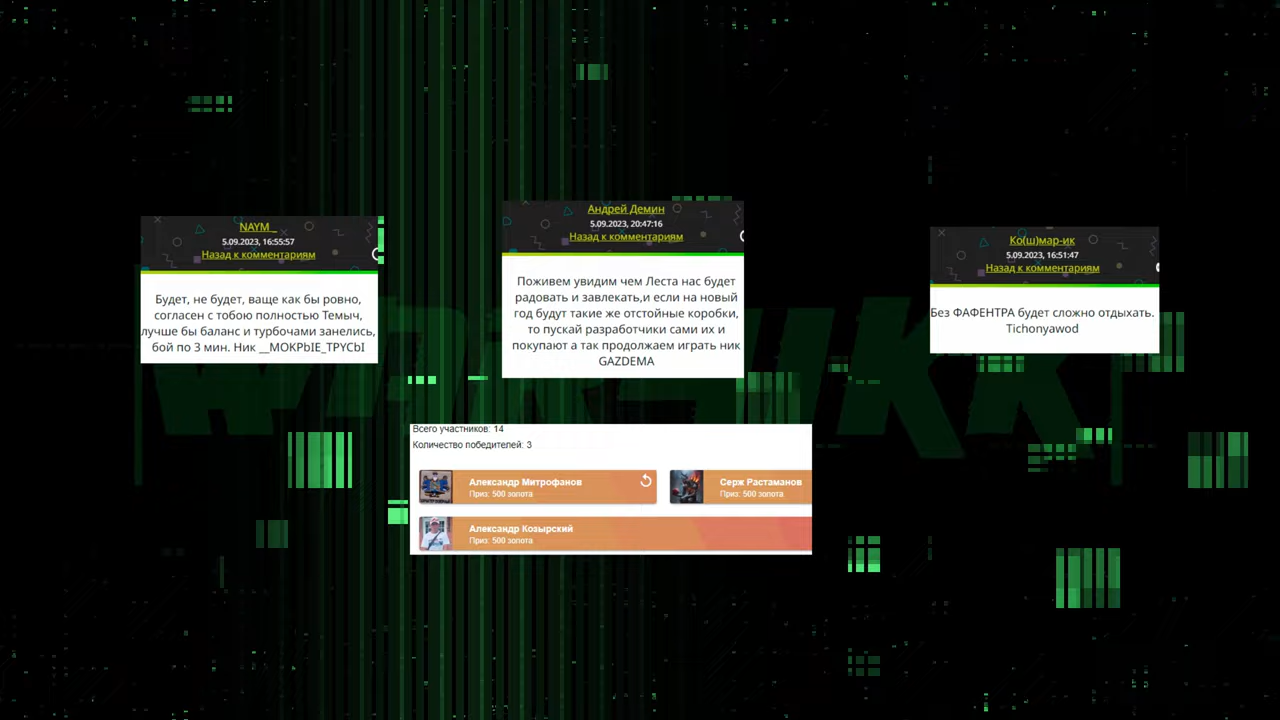 NAYM_
5.09.2023, 16:55:57
Назад к комментариям
Будет, не будет, ваще как бы ровно,
согласен с тобою полностью Темыч,
лучше бы баланс и турбочами занелись,
бой по 3 мин. Ник __MOKPbIE_TPYCbI
Андрей Демин
5.09.2023, 20:47:16
Назад к комментариям
Поживем увидим чем Леста нас будет
радовать и завлекать,и если на новый
год будут такие же отстойные коробки,
то пускай разработчики сами их и
покупают а так продолжаем играть ник
GAZDEMA
Ко(ш)мар-ик
5.09.2023, 16:51:47
Назад к комментариям
Без ФАФЕНТРА будет сложно отдыхать.
Tichonyawod
Всего участников: 14
Количество победителей: 3
Александр Митрофанов
Приз: 500 золота
Серж Растаманов
Приз: 500 золота
Александр Козырский
Приз: 500 золота